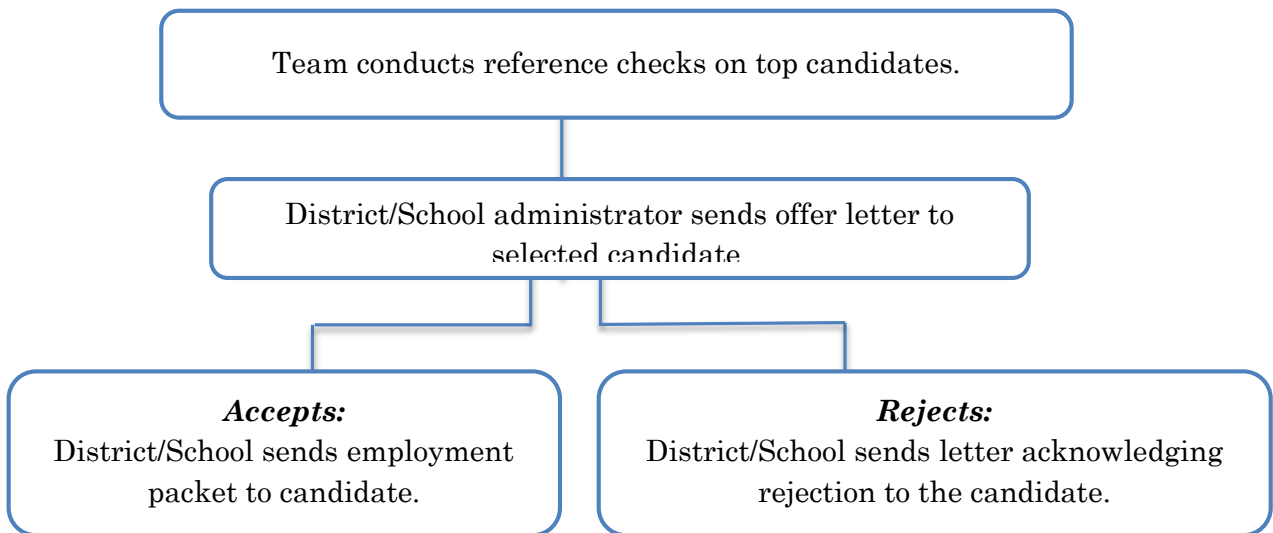 Team conducts reference checks on top candidates.
District/School administrator sends offer letter to
selected candidate
Accepts:
District/School sends employment
packet to candidate.
Rejects:
District/School sends letter acknowledging
rejection to the candidate.